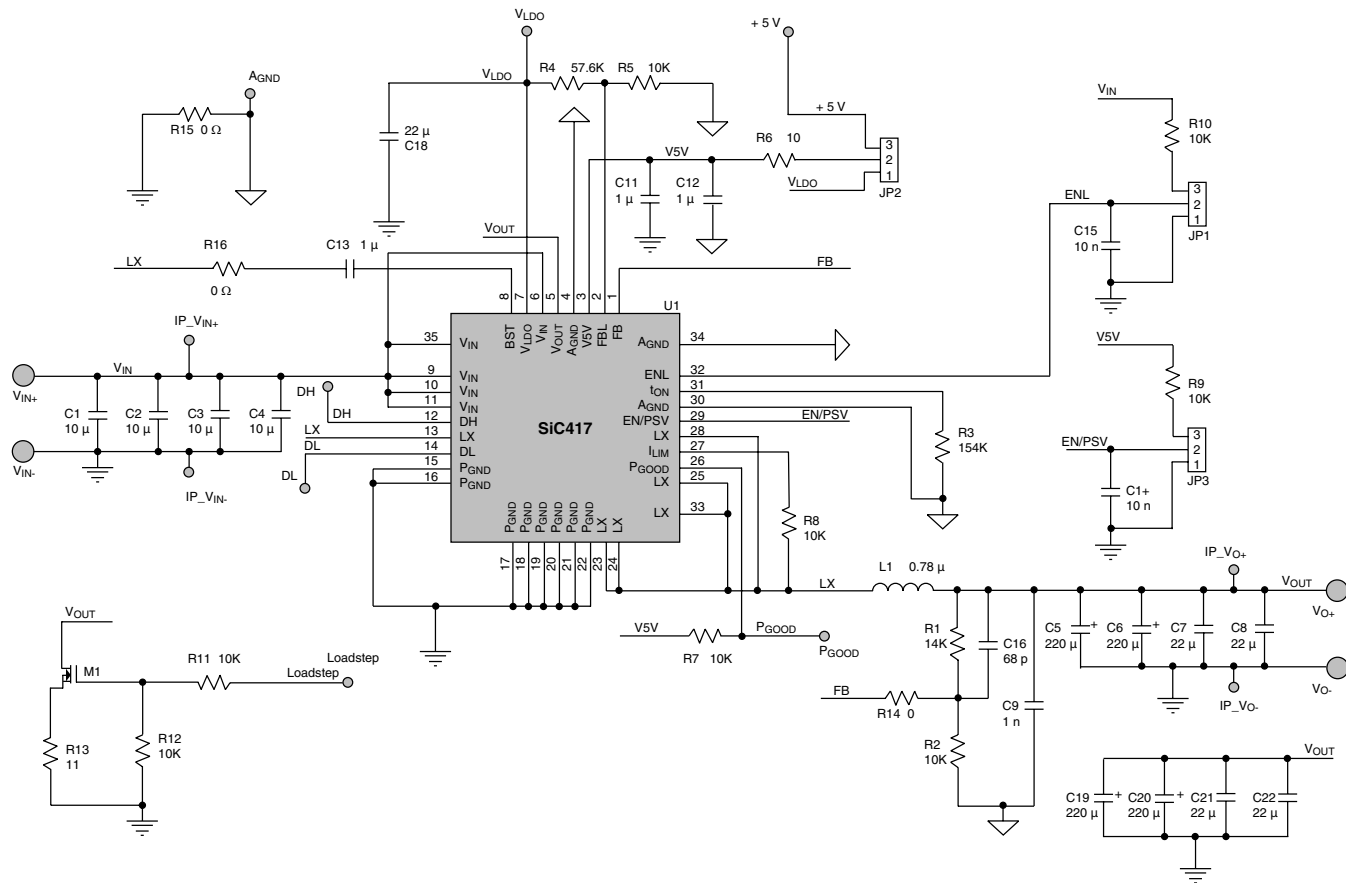 VLDO
+ 5 V
AGND
VLDO
R4 57.6K
R5 10K
VIN
R15 0 Ω
22 µ
C18
+ 5 V
R10
10K
R6 10
V5V
3
2
1
JP2
C11
1 µ
C12
1 µ
VLDO
3
2
1
JP1
ENL
C15
10 n
VOUT
R16
C13 1 µ
LX
0 Ω
FB
8
7
6
5
4
3
2
1
U1
BST
VLDO
VIN
VOUT
AGND
V5V
FBL
FB
IP_VIN+
35
VIN
AGND
34
V5V
VIN+
VIN
9
VIN
ENL
32
10
VIN
tON
31
R9
10K
11
VIN
AGND
30
C1
10 µ
C2
10 µ
C3
10 µ
C4
10 µ
DH
DH
12
DH
SiC417
EN/PSV
29
EN/PSV
LX
13
LX
LX
28
DL
14
DL
ILIM
27
R3
154K
EN/PSV
3
2
1
JP3
VIN-
15
PGND
PGOOD
26
16
PGND
LX
25
IP_VIN-
DL
C1+
10 n
LX
33
R8
10K
PGND
PGND
PGND
PGND
PGND
PGND
LX
LX
17
18
19
20
21
22
23
24
L1 0.78 µ
LX
IP_VO+
VOUT
VO+
VOUT
V5V
R7 10K
PGOOD
PGOOD
R1
14K
C16
68 p
C5 +
220 µ
C6 +
220 µ
C7
22 µ
C8
22 µ
M1
R11 10K
Loadstep
Loadstep
FB
R14 0
C9
1 n
IP_VO-
VO-
R13
11
R12
10K
R2
10K
VOUT
C19 +
220 µ
C20 +
220 µ
C21
22 µ
C22
22 µ